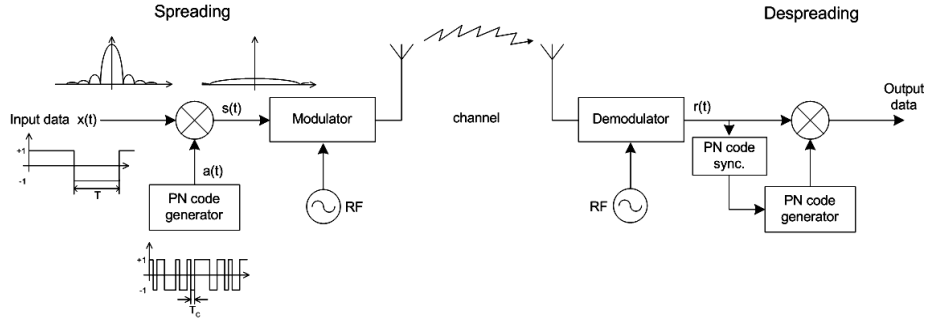 Spreading
Despreading
Input data x(t)
s(t)
Modulator
channel
Demodulator
r(t)
Output
data
+1
-1
T
a(t)
PN code
generator
RF
RF
PN code
sync.
PN code
generator
+1
-1
Tc